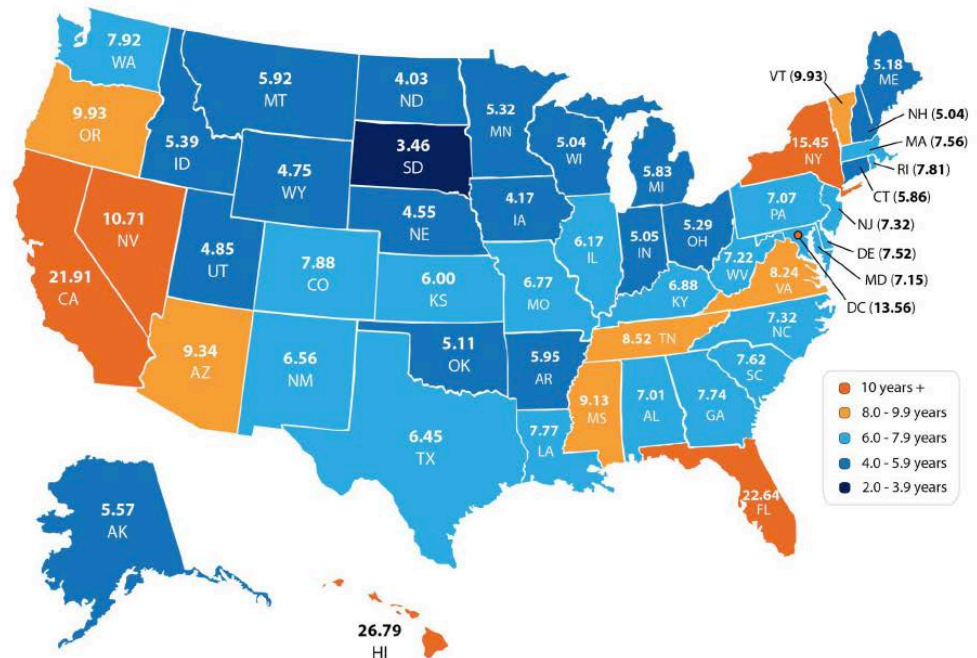 7.92
WA
9.93
OR
21.91
CA
10.71
NV
5.39
ID
5.92
MT
4.75
WY
4.85
UT
9.34
AZ
7.88
CO
6.56
NM
4.03
ND
3.46
SD
4.55
NE
6.00
KS
5.11
OK
6.45
TX
5.32
MN
4.17
IA
6.77
MO
5.95
AR
7.77
LA
5.04
WI
6.17
IL
5.83
MI
5.05
IN
5.29
OH
6.88
KY
8.52 TN
9.13
MS
7.01
AL
7.74
GA
22.64
FL
7.62
SC
7.32
NC
8.24
VA
7.22
WV
7.07
PA
15.45
NY
5.18
ME
VT (9.93)
NH (5.04)
MA (7.56)
RI (7.81)
CT (5.86)
NJ (7.32)
DE (7.52)
MD (7.15)
DC (13.56)
10 years +
8.0 - 9.9 years
6.0 - 7.9 years
4.0 - 5.9 years
2.0 - 3.9 years
5.57
AK
26.79
HI